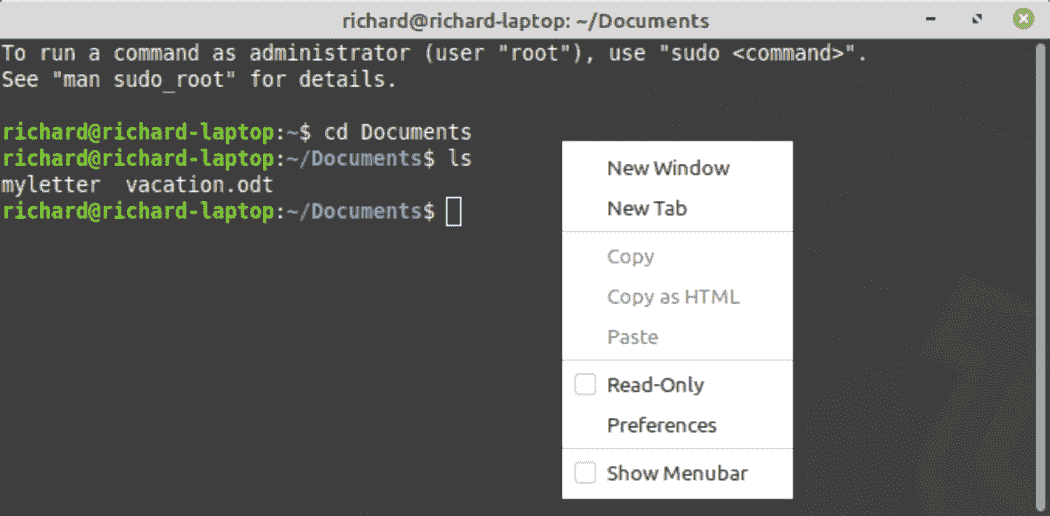 richard@richard-laptop: ~/Documents
To run a command as administrator (user "root"), use "sudo <command>".
See "man sudo_root" for details.
richard@richard-laptop:~$ cd Documents
richard@richard-laptop:~/Documents$ ls
myletter  vacation.odt
richard@richard-laptop:~/Documents$
New Window
New Tab
Copy
Copy as HTML
Paste
Read-Only
Preferences
Show Menubar